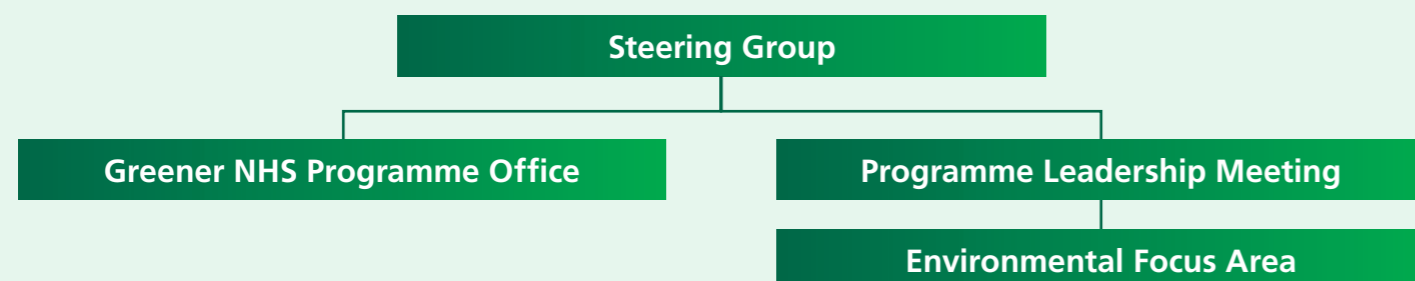 Steering Group
Greener NHS Programme Office
Programme Leadership Meeting
Environmental Focus Area